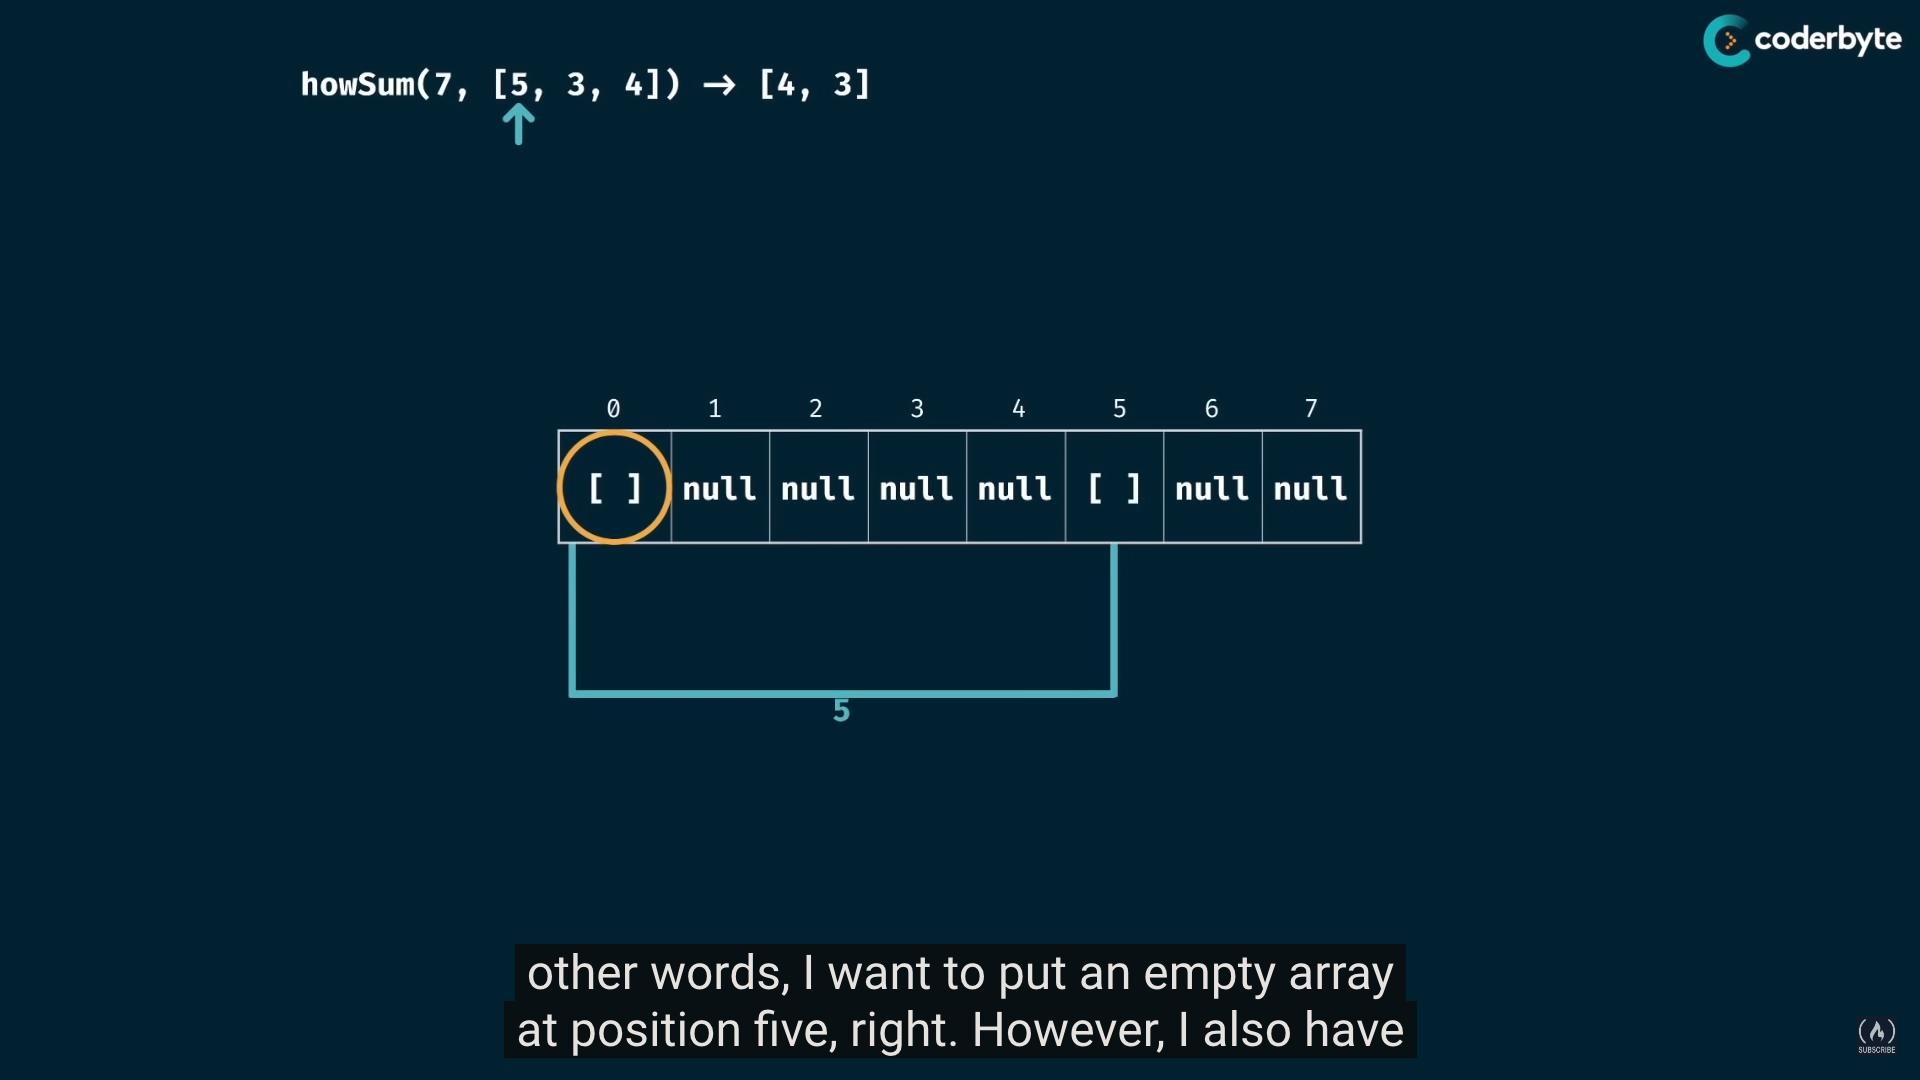 coderbyte
howSum(7, [5, 3, 4]) → [4, 3]
0 1 2 3 4 5 6 7
[ ] null null null null [ ] null null
5
other words, I want to put an empty array
at position five, right. However, I also have
SUBSCRIBE